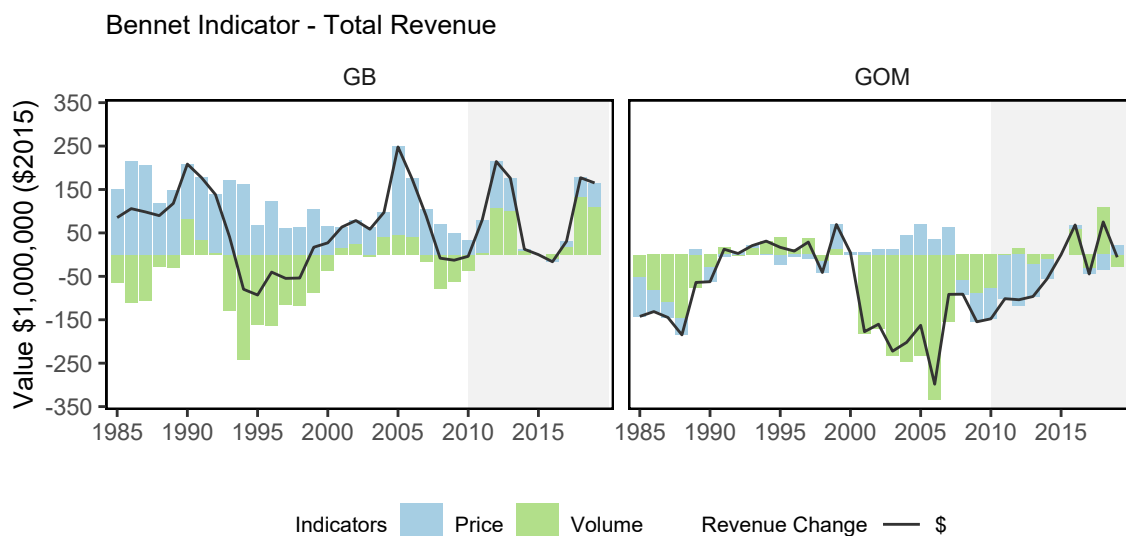 Bennet Indicator - Total Revenue
GB
GOM
Value $1,000,000 ($2015)
350
250
150
50
-50
-150
-250
-350
1985 1990 1995 2000 2005 2010 2015
1985 1990 1995 2000 2005 2010 2015
Indicators Price Volume Revenue Change $